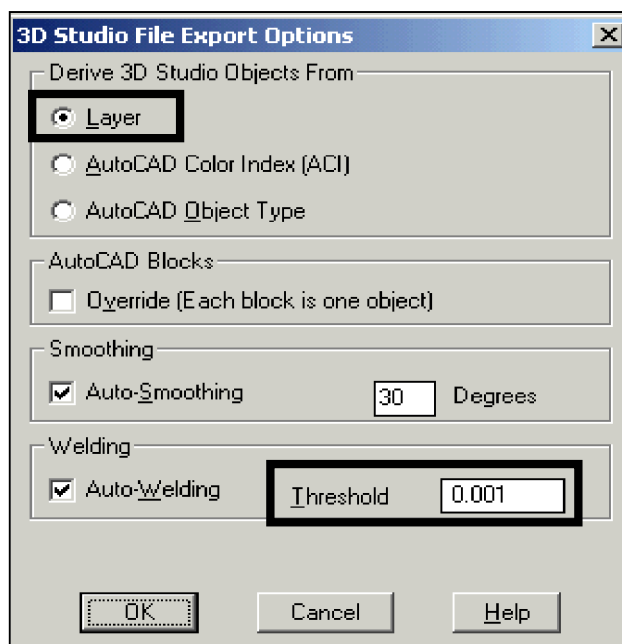 3D Studio File Export Options
Derive 3D Studio Objects From
Layer
AutoCAD Color Index (ACI)
AutoCAD Object Type
AutoCAD Blocks
Override (Each block is one object)
Smoothing
Auto-Smoothing 30 Degrees
Welding
Auto-Welding Threshold 0.001
OK Cancel Help